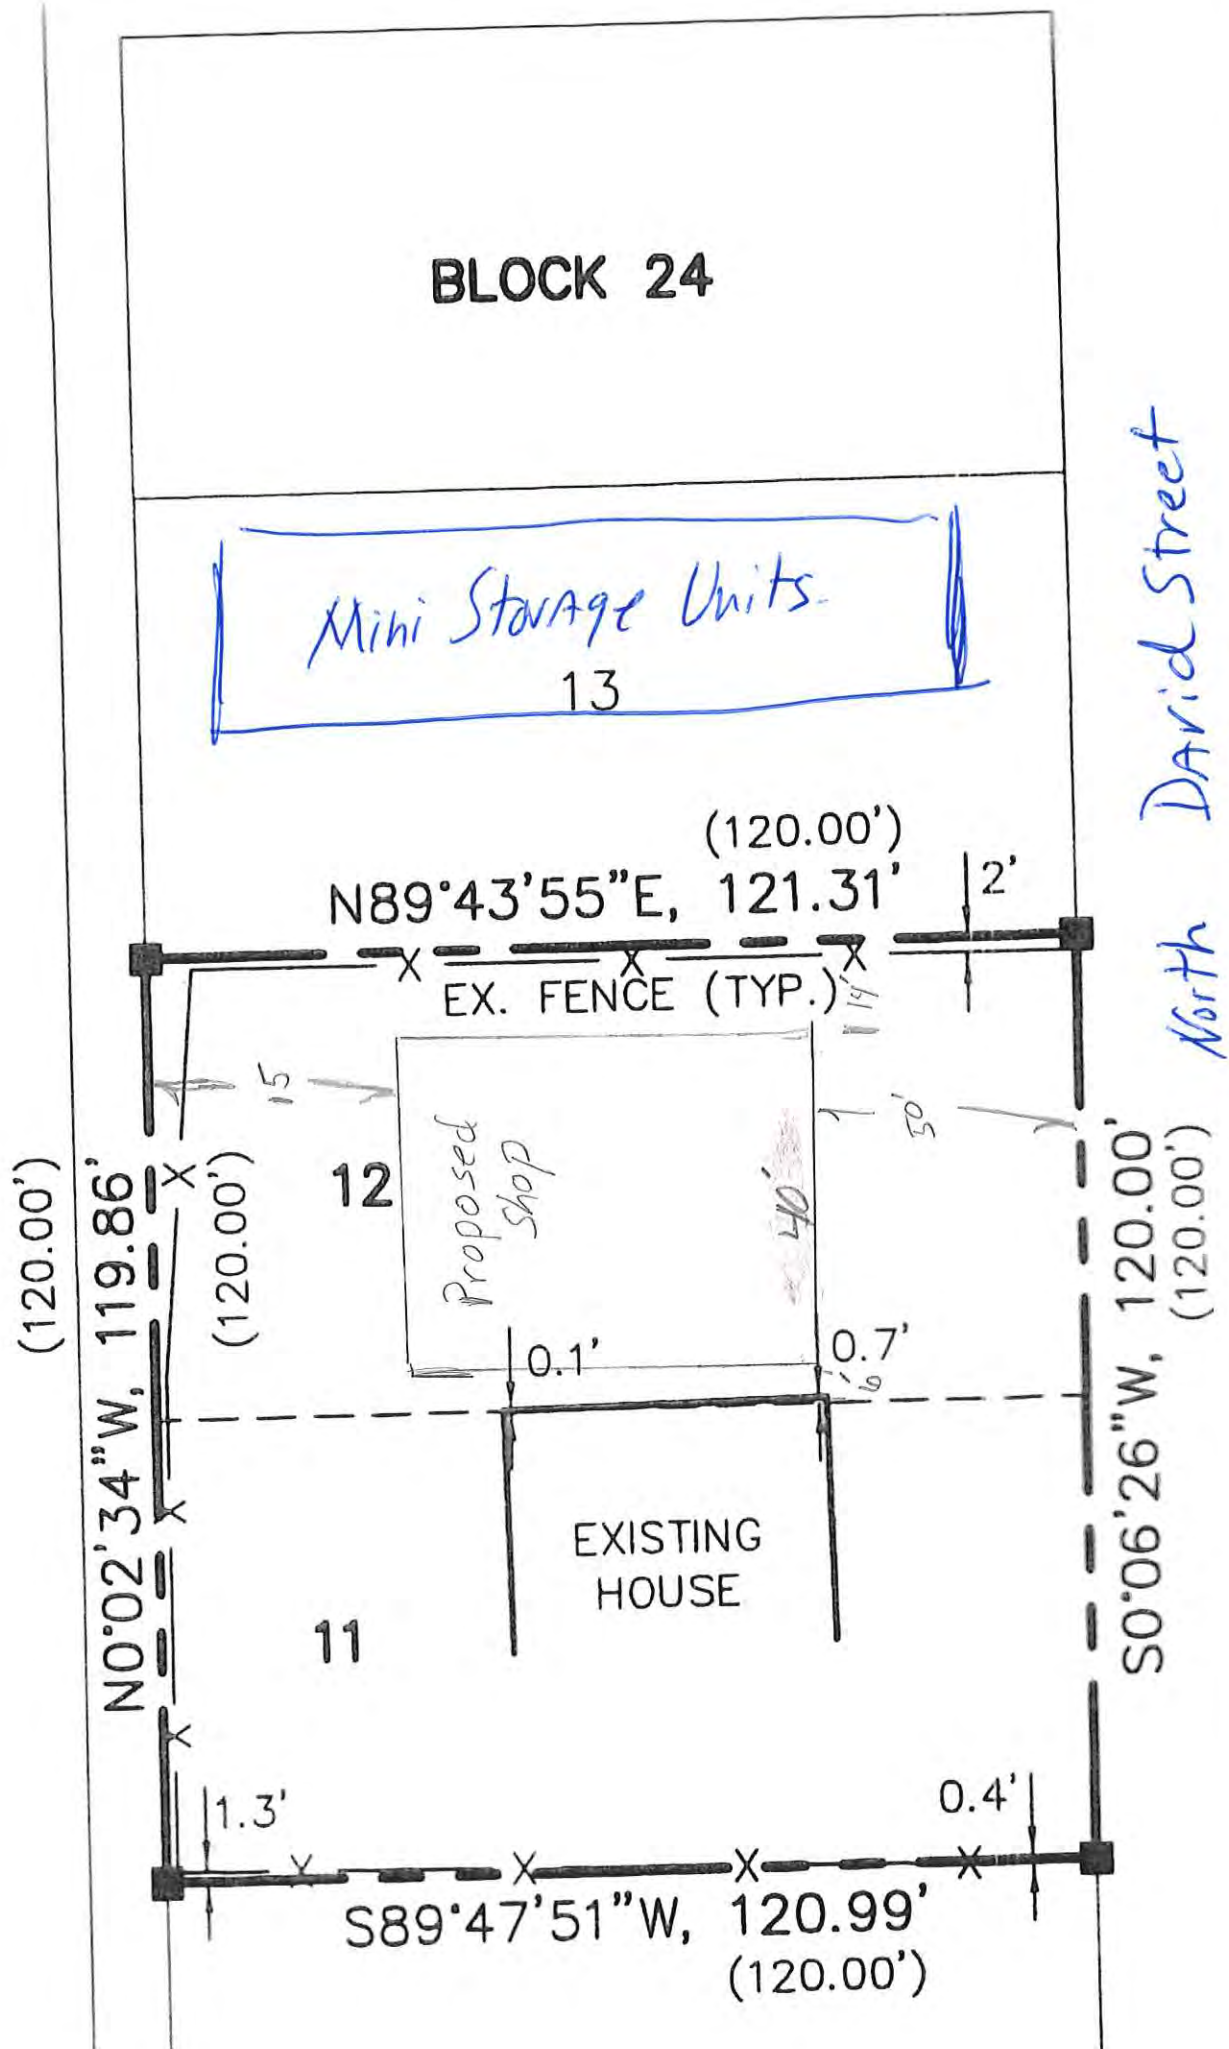 BLOCK 24
Mini Storage Units.
13
North David Street
(120.00')
N89°43'55"E, 121.31'
2'
EX. FENCE (TYP.)
14'
15
50'
12
Proposed
Shop
40'
(120.00')
N0°02'34"W, 119.86'
(120.00')
S0°06'26"W, 120.00'
(120.00')
0.1'
0.7'
6'
EXISTING
HOUSE
11
1.3'
0.4'
S89°47'51"W, 120.99'
(120.00')